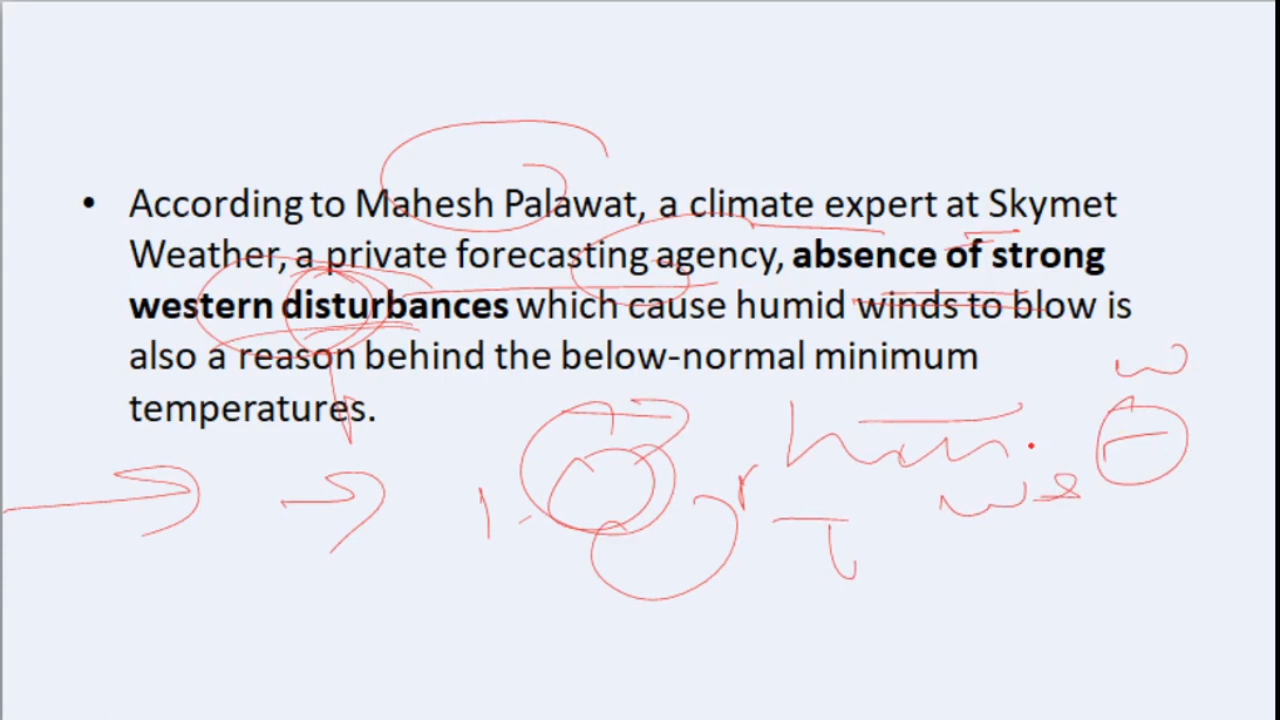 • According to Mahesh Palawat, a climate expert at Skymet
Weather, a private forecasting agency, absence of strong
western disturbances which cause humid winds to blow is
also a reason behind the below-normal minimum
temperatures.